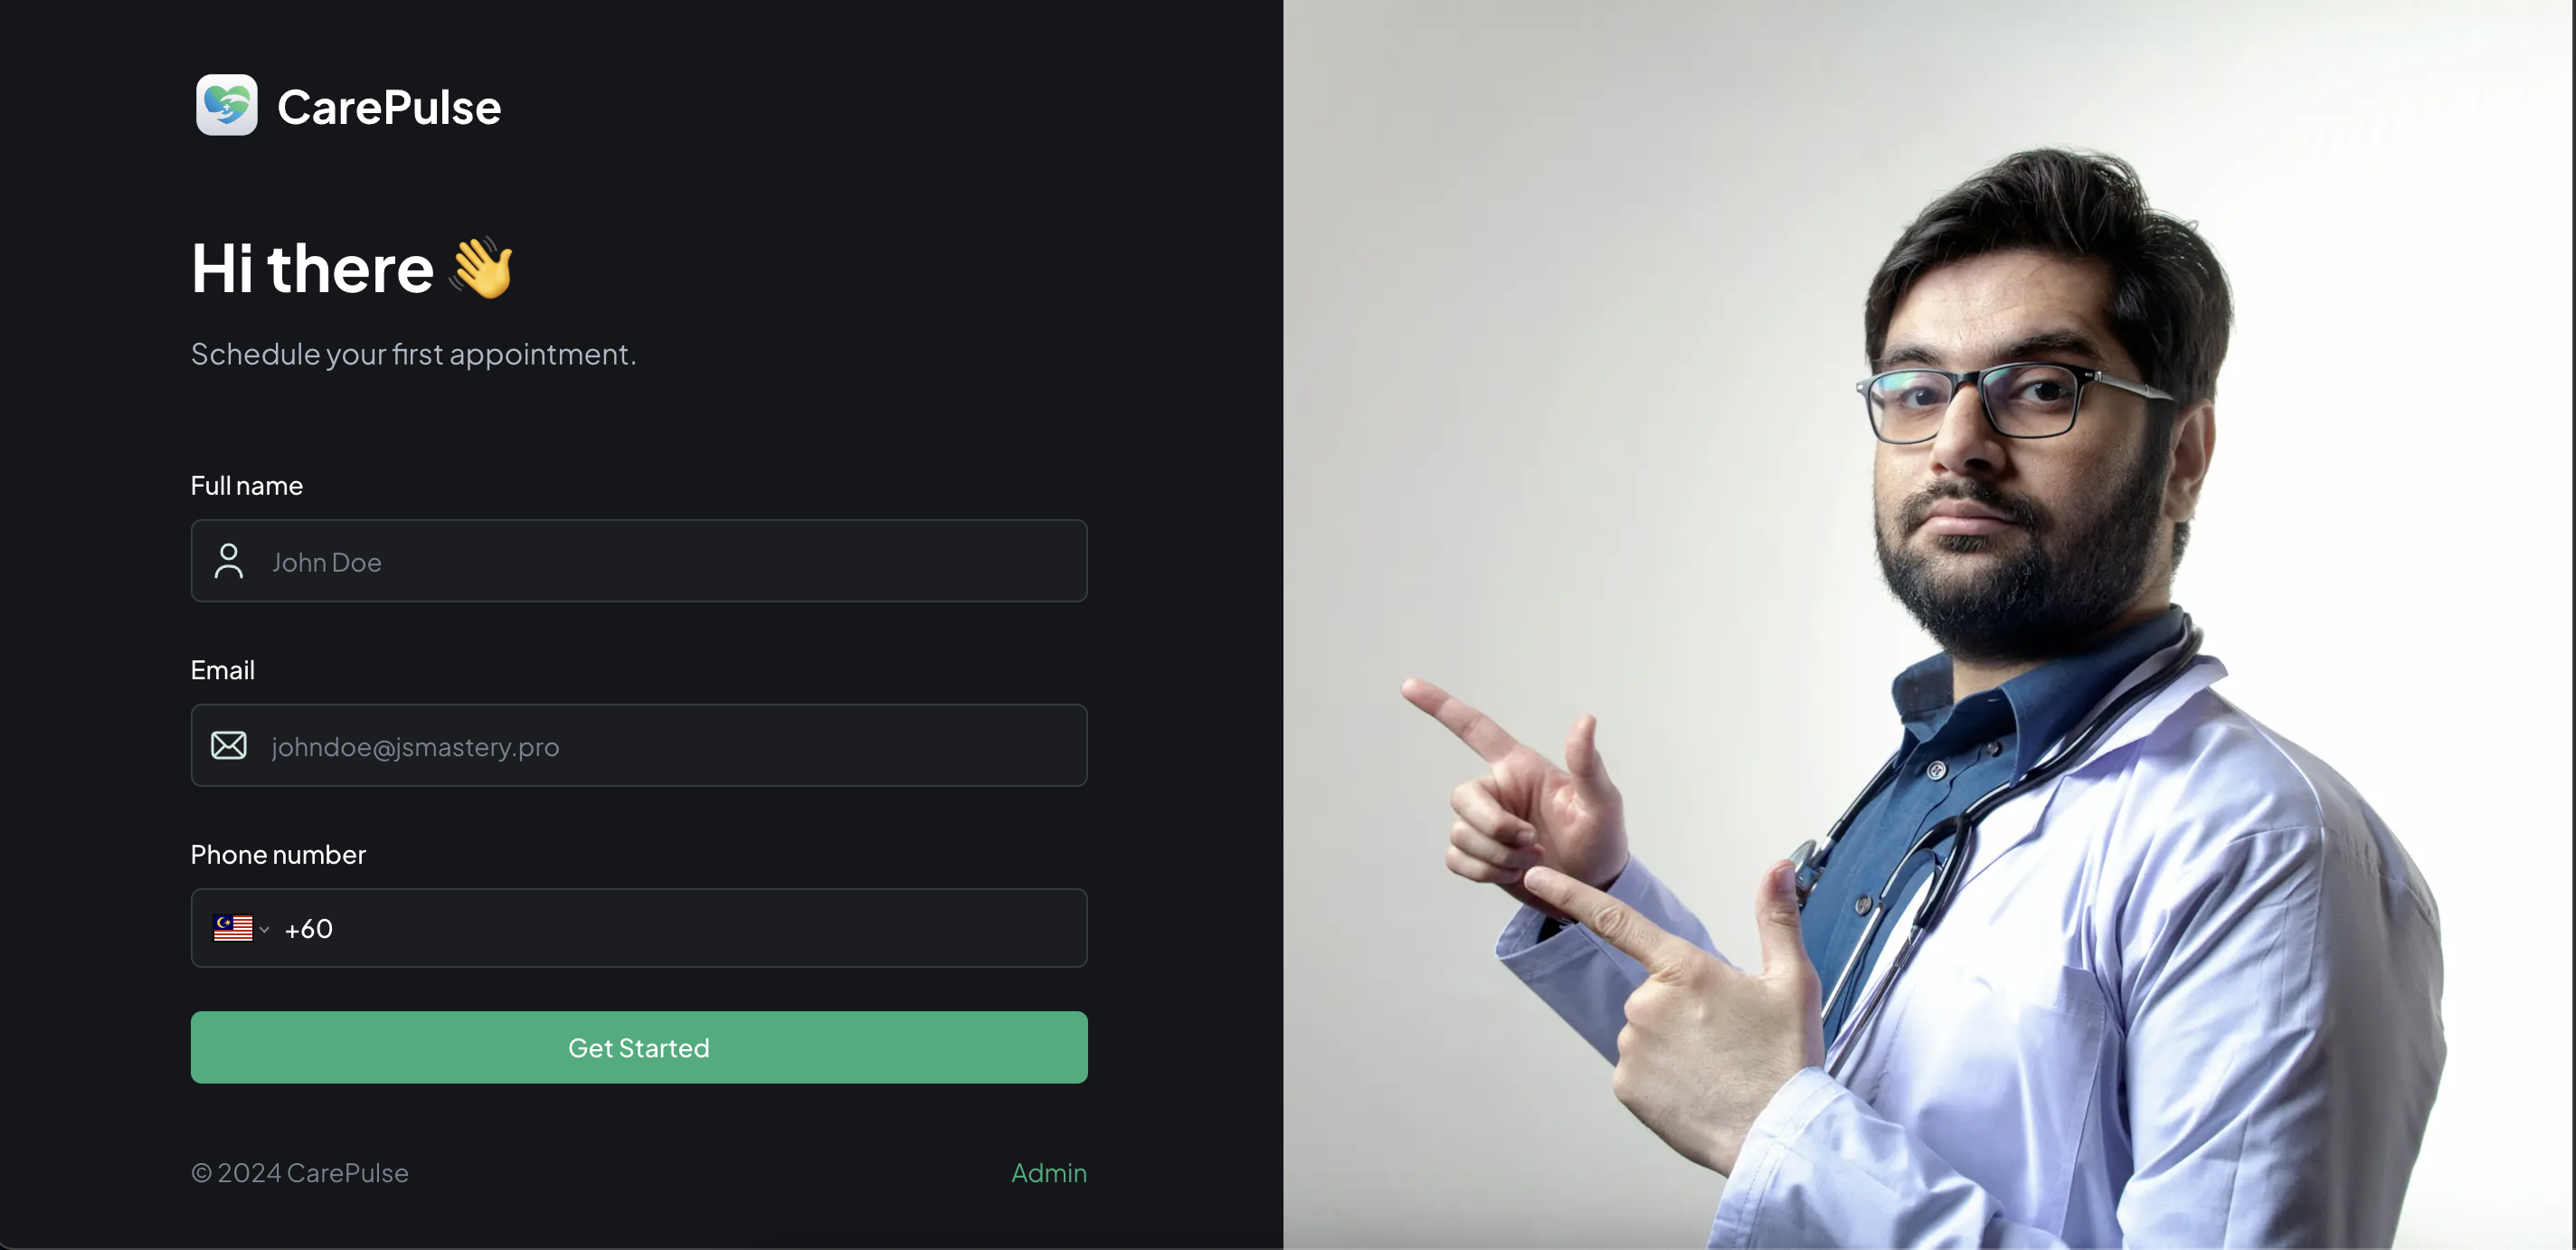 CarePulse
Hi there 👋
Schedule your first appointment.
Full name
John Doe
Email
johndoe@jsmastery.pro
Phone number
+60
Get Started
© 2024 CarePulse
Admin